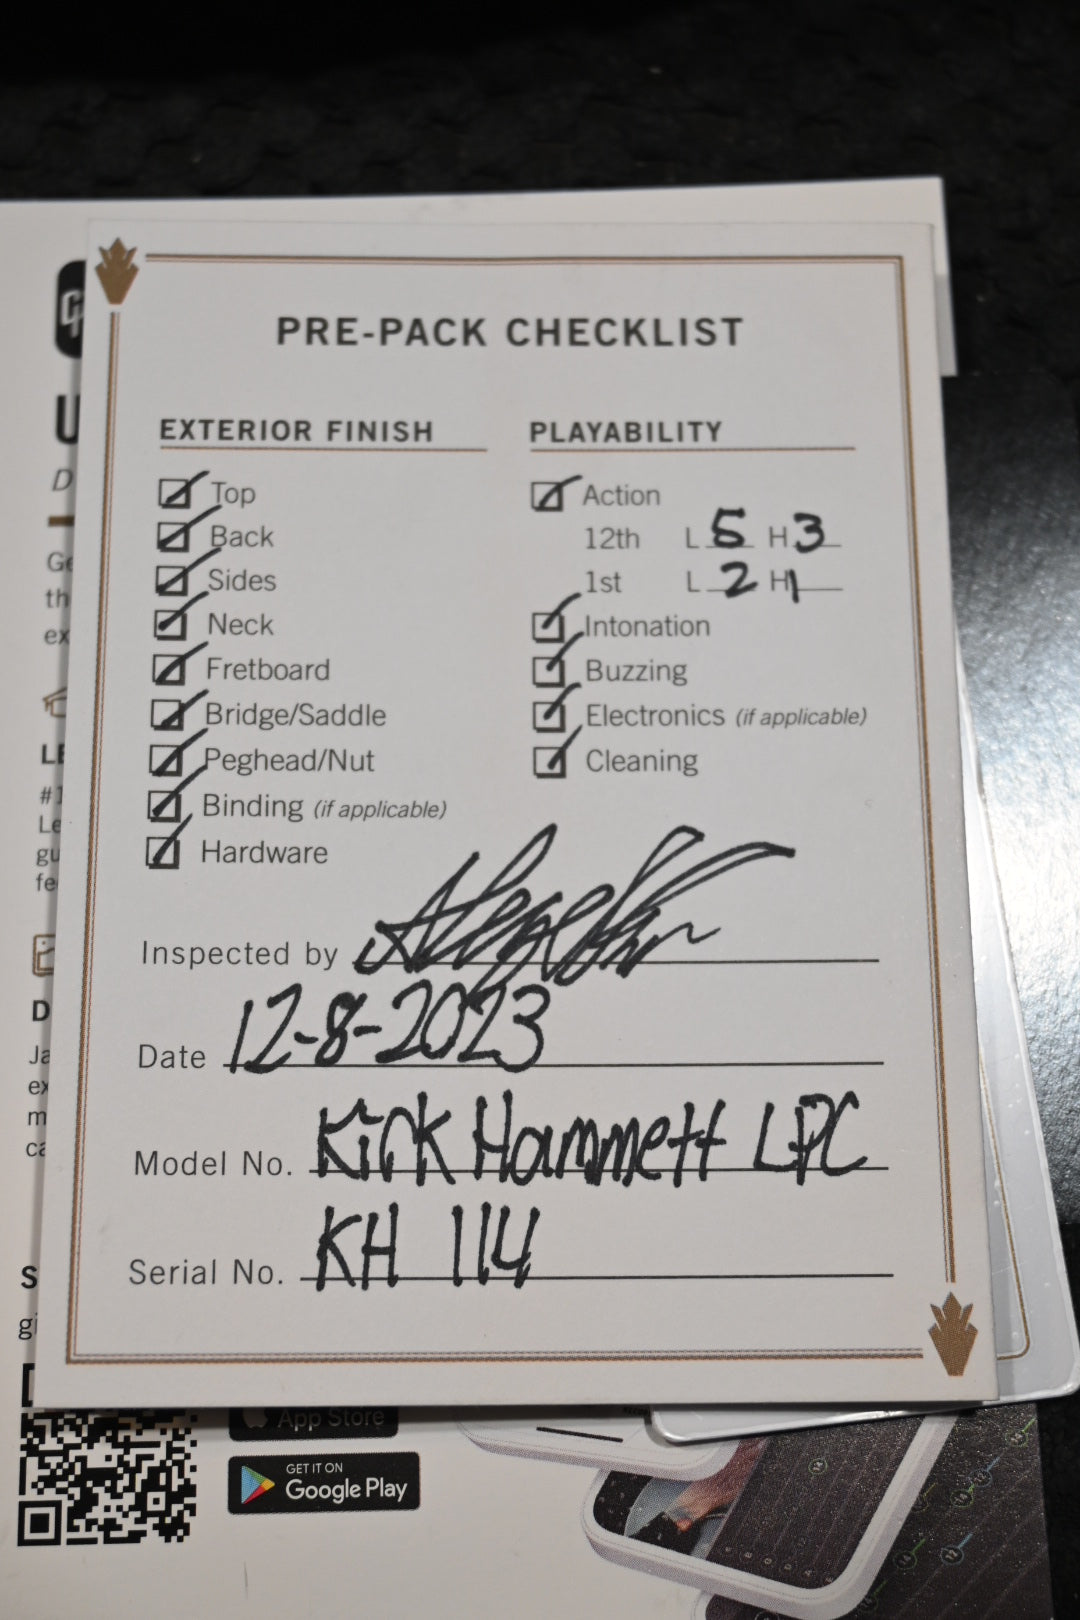 PRE-PACK CHECKLIST
EXTERIOR FINISH
Top
Back
Sides
Neck
Fretboard
Bridge/Saddle
Peghead/Nut
Binding (if applicable)
Hardware
PLAYABILITY
Action
12th L 5 H 3
1st L 2 H 1
Intonation
Buzzing
Electronics (if applicable)
Cleaning
Inspected by
Date 12-8-2023
Model No. Kirk Hammett LPC
Serial No. KH 114
App Store
GET IT ON
Google Play